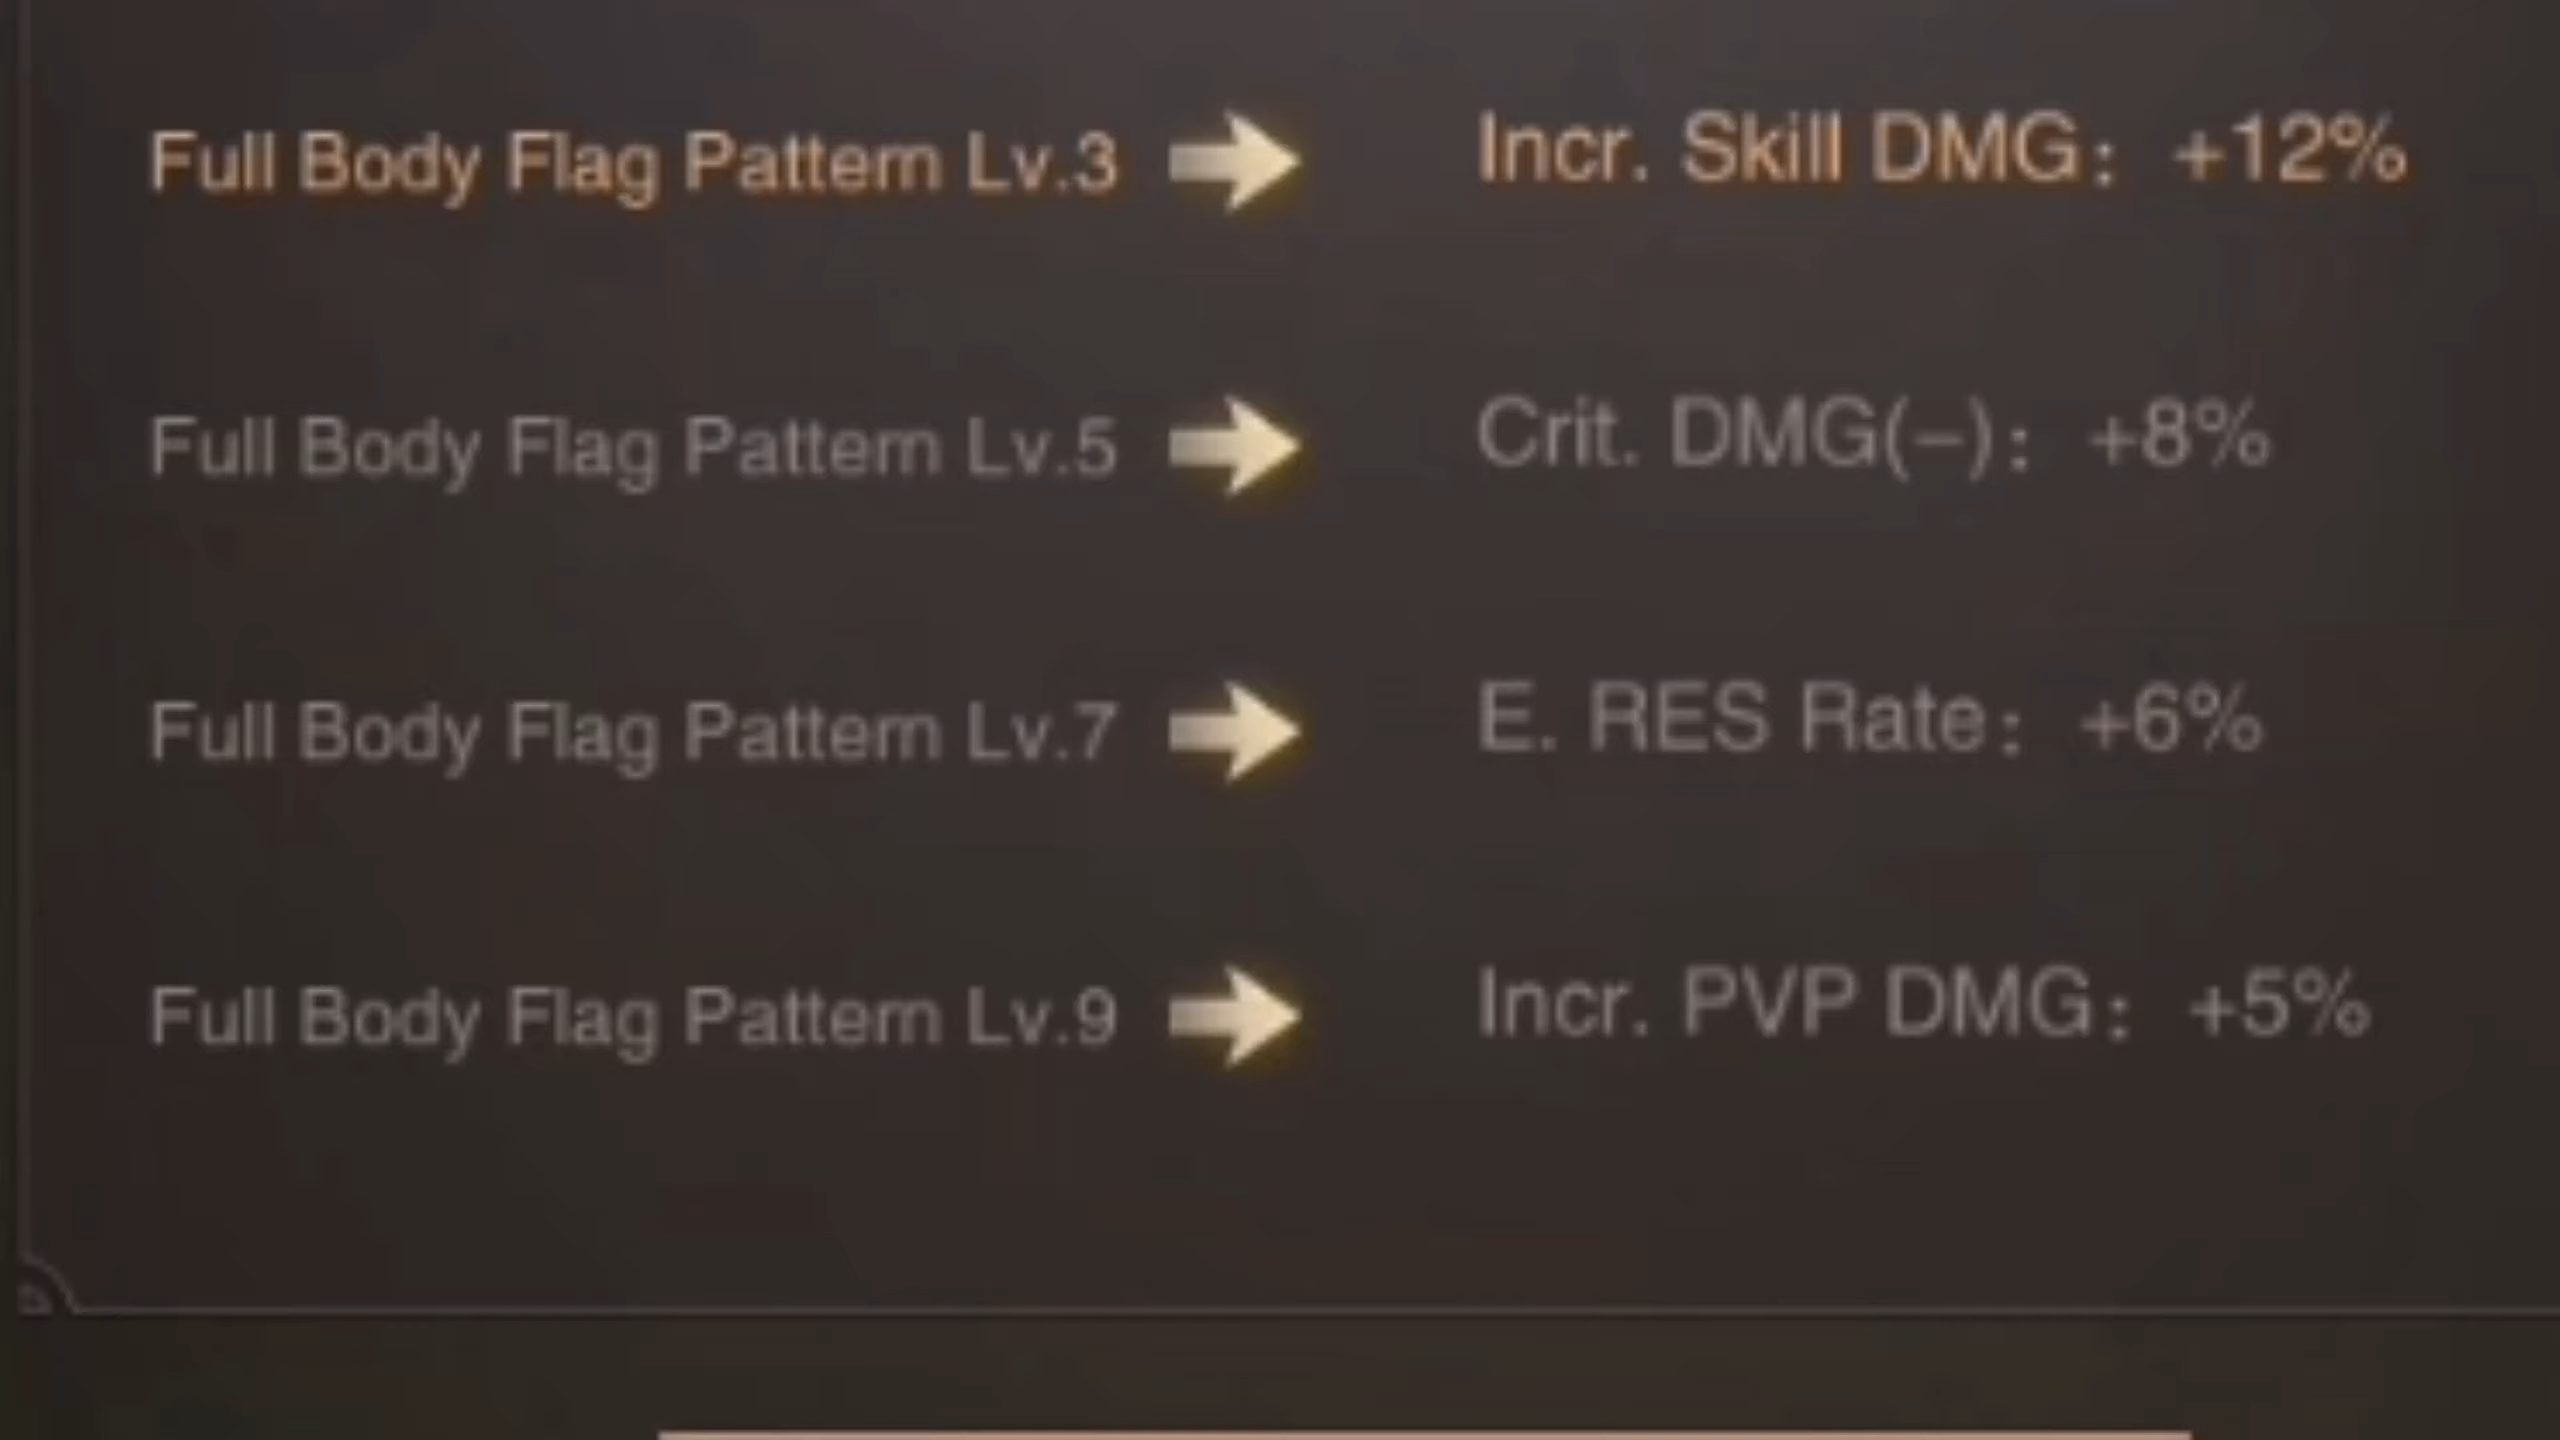 Full Body Flag Pattern Lv.3 Incr. Skill DMG: +12%
Full Body Flag Pattern Lv.5 Crit. DMG(–): +8%
Full Body Flag Pattern Lv.7 E. RES Rate: +6%
Full Body Flag Pattern Lv.9 Incr. PVP DMG: +5%